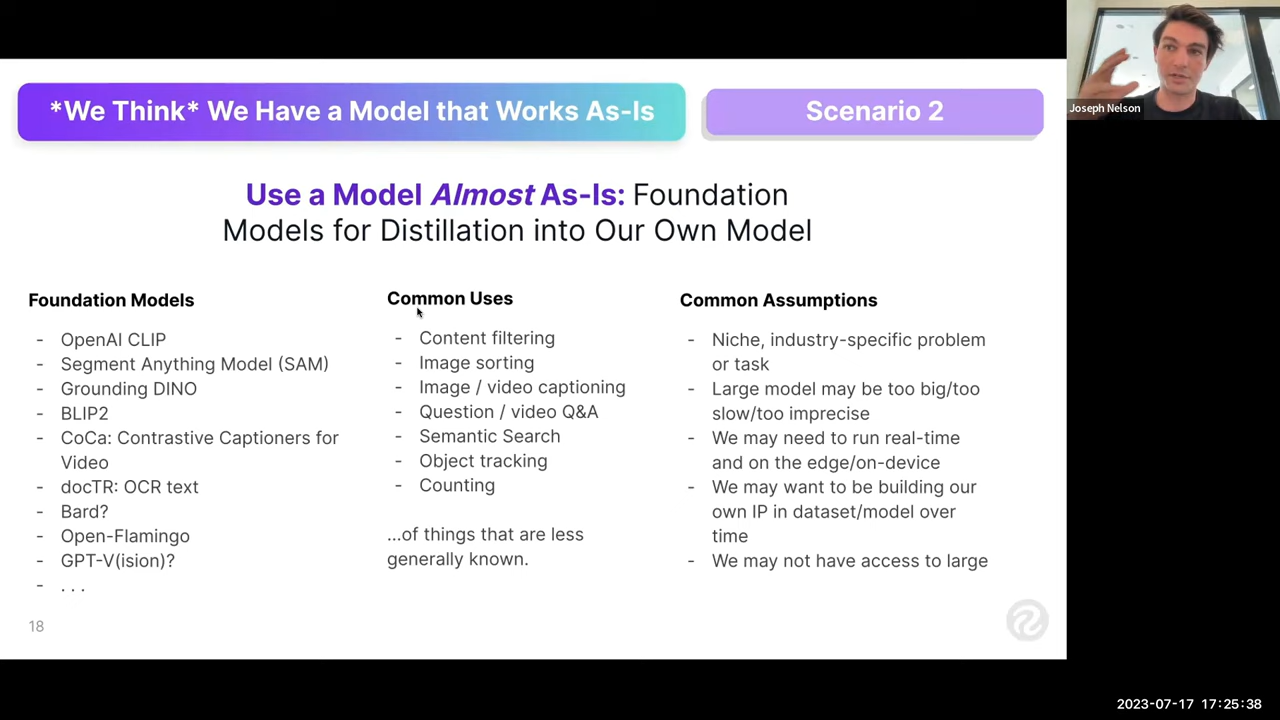 *We Think* We Have a Model that Works As-Is
Scenario 2
Joseph Nelson
Use a Model Almost As-Is: Foundation
Models for Distillation into Our Own Model
Foundation Models
- OpenAI CLIP
- Segment Anything Model (SAM)
- Grounding DINO
- BLIP2
- CoCa: Contrastive Captioners for
Video
- docTR: OCR text
- Bard?
- Open-Flamingo
- GPT-V(ision)?
- . . .
Common Uses
- Content filtering
- Image sorting
- Image / video captioning
- Question / video Q&A
- Semantic Search
- Object tracking
- Counting
...of things that are less
generally known.
Common Assumptions
- Niche, industry-specific problem
or task
- Large model may be too big/too
slow/too imprecise
- We may need to run real-time
and on the edge/on-device
- We may want to be building our
own IP in dataset/model over
time
- We may not have access to large
18
2023-07-17 17:25:38